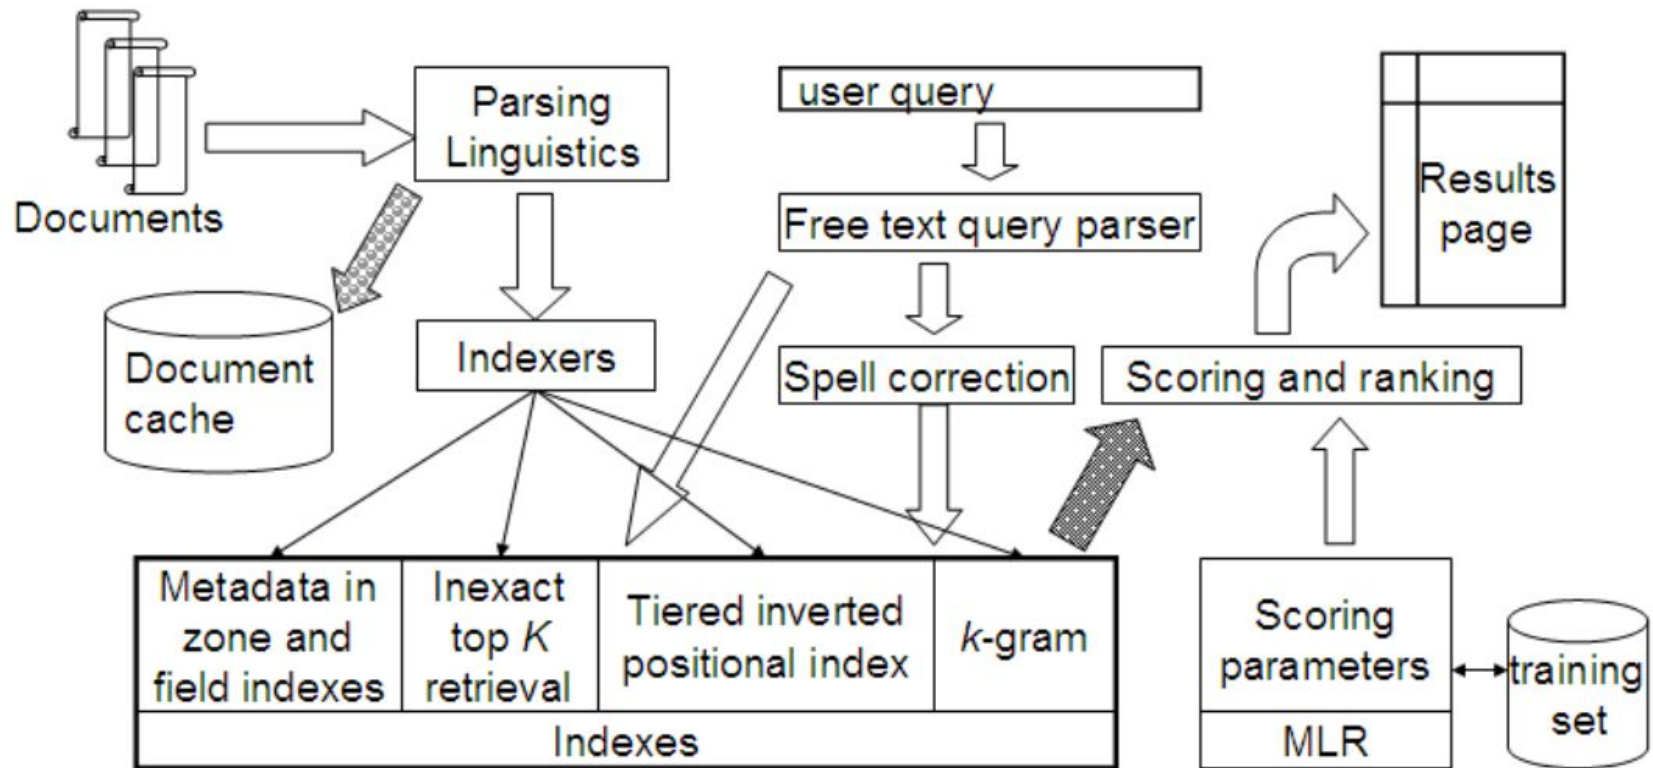 Documents
Parsing
Linguistics
user query
Free text query parser
Results
page
Document
cache
Indexers
Spell correction
Scoring and ranking
Metadata in
zone and
field indexes
Inexact
top K
retrieval
Tiered inverted
positional index
k-gram
Indexes
Scoring
parameters
MLR
training
set